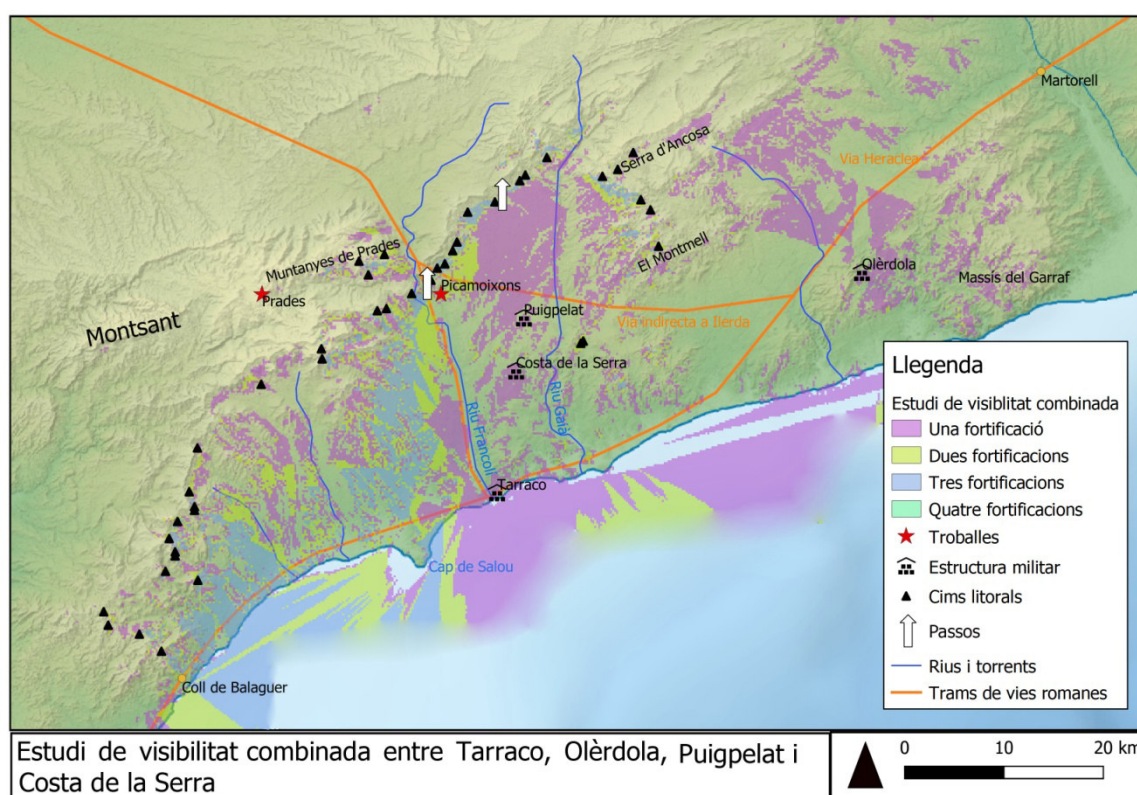 Martorell
Serra d'Ancosa
Via Heraclea
Muntanyes de Prades
El Montmell
Olèrdola
Massís del Garraf
Prades
Picamoixons
Montsant
Puigpelat
Via indirecta a Ilerda
Costa de la Serra
Riu Francolí
Riu Gaià
Tarraco
Cap de Salou
Coll de Balaguer
Llegenda
Estudi de visiblitat combinada
Una fortificació
Dues fortificacions
Tres fortificacions
Quatre fortificacions
Troballes
Estructura militar
Cims litorals
Passos
Rius i torrents
Trams de vies romanes
Estudi de visibilitat combinada entre Tarraco, Olèrdola, Puigpelat i
Costa de la Serra
0 10 20 km